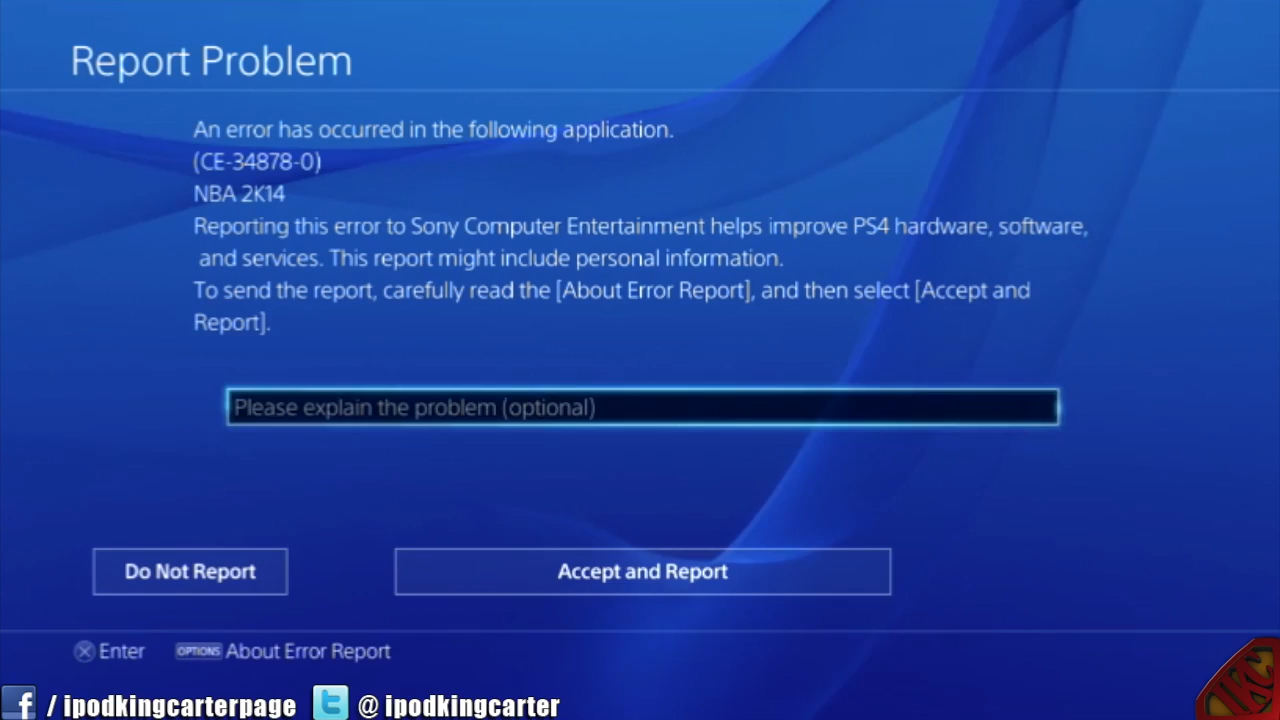 Report Problem
An error has occurred in the following application.
(CE-34878-0)
NBA 2K14
Reporting this error to Sony Computer Entertainment helps improve PS4 hardware, software,
and services. This report might include personal information.
To send the report, carefully read the [About Error Report], and then select [Accept and
Report].
Please explain the problem (optional)
Do Not Report
Accept and Report
Enter OPTIONS About Error Report
f / ipodkingcarterpage t @ ipodkingcarter